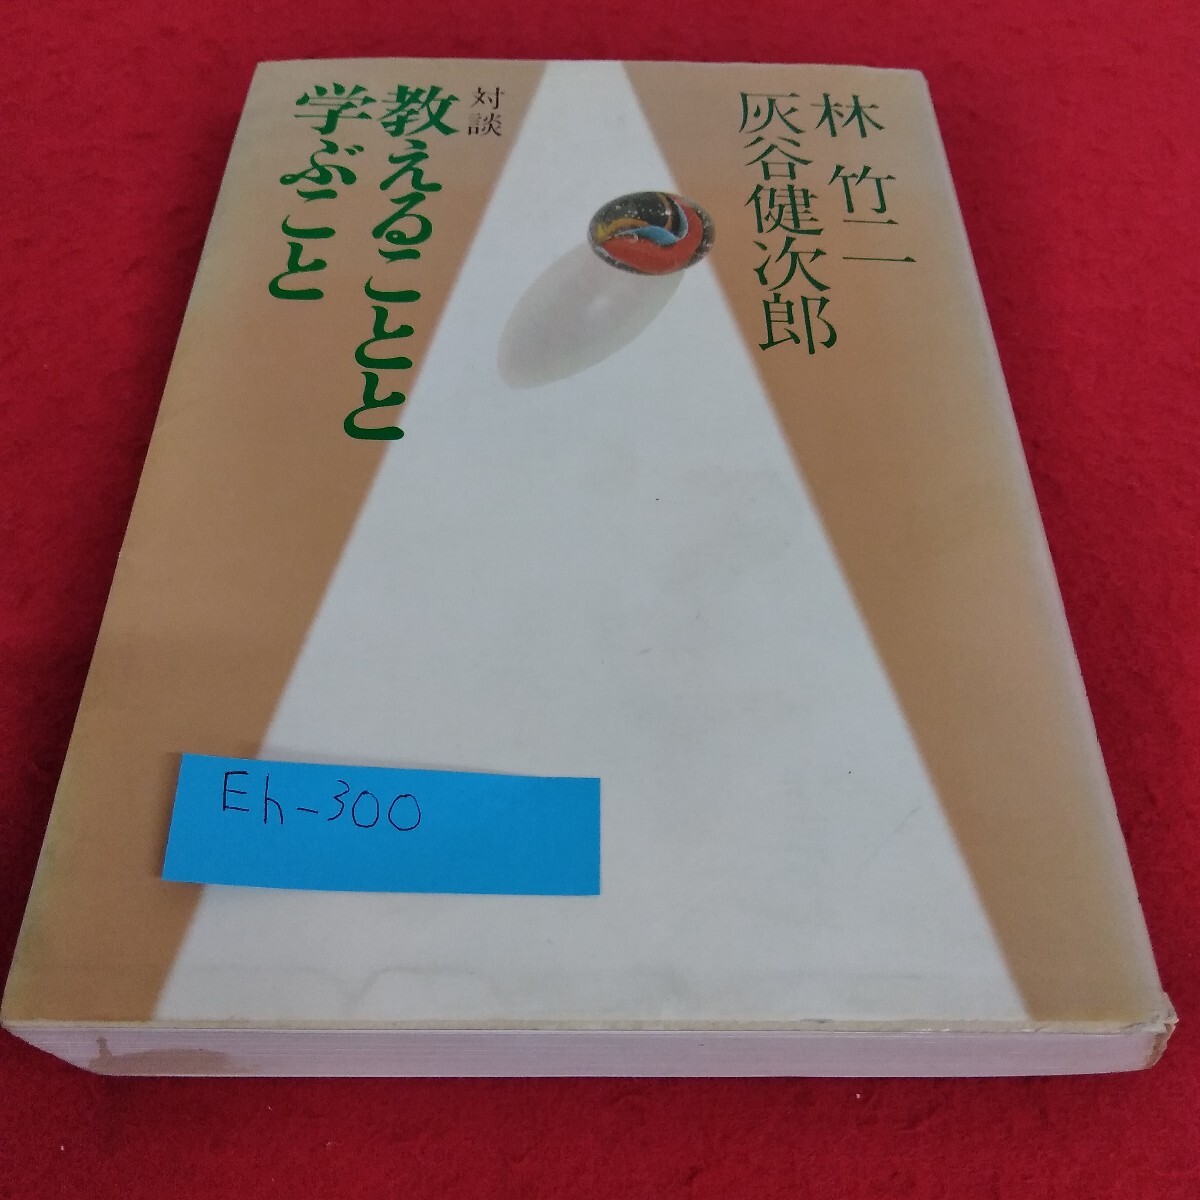 林 竹二
灰谷健次郎
対談
教えることと
学ぶこと
Eh-300